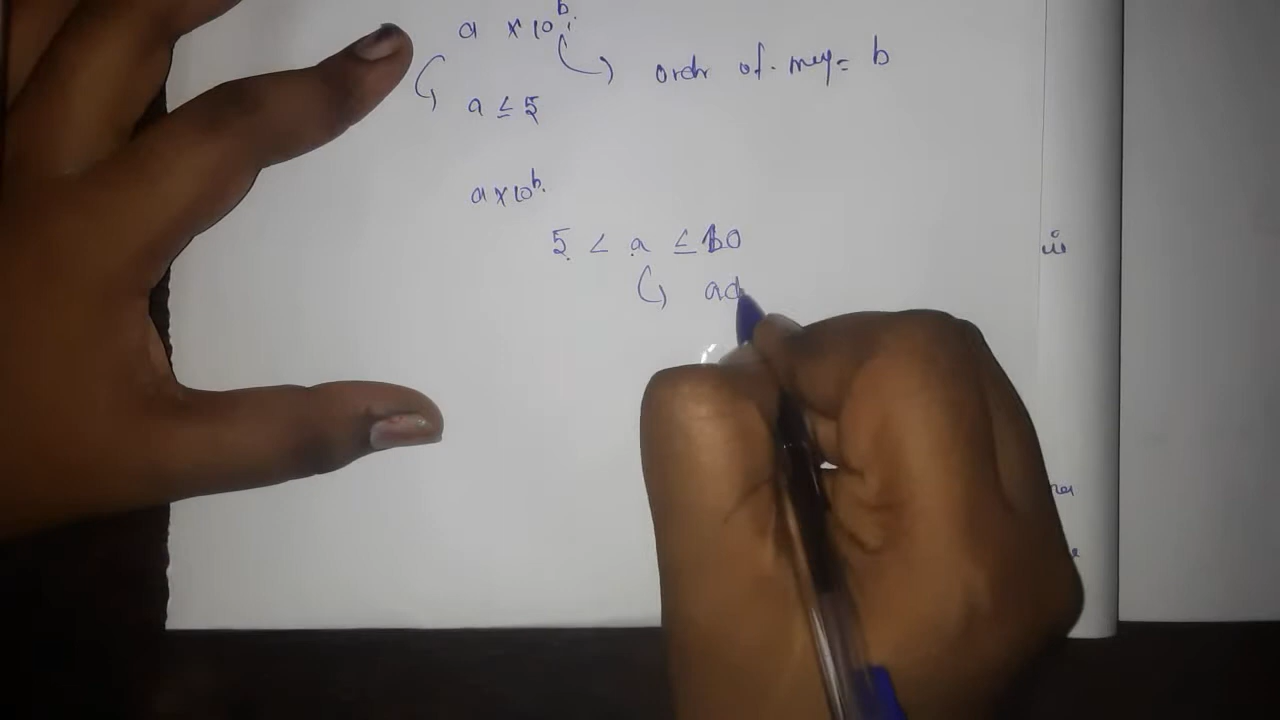 a × 10^b
order of. mag = b
a ≤ 5
a × 10^b.
5 < a ≤ 10
ad